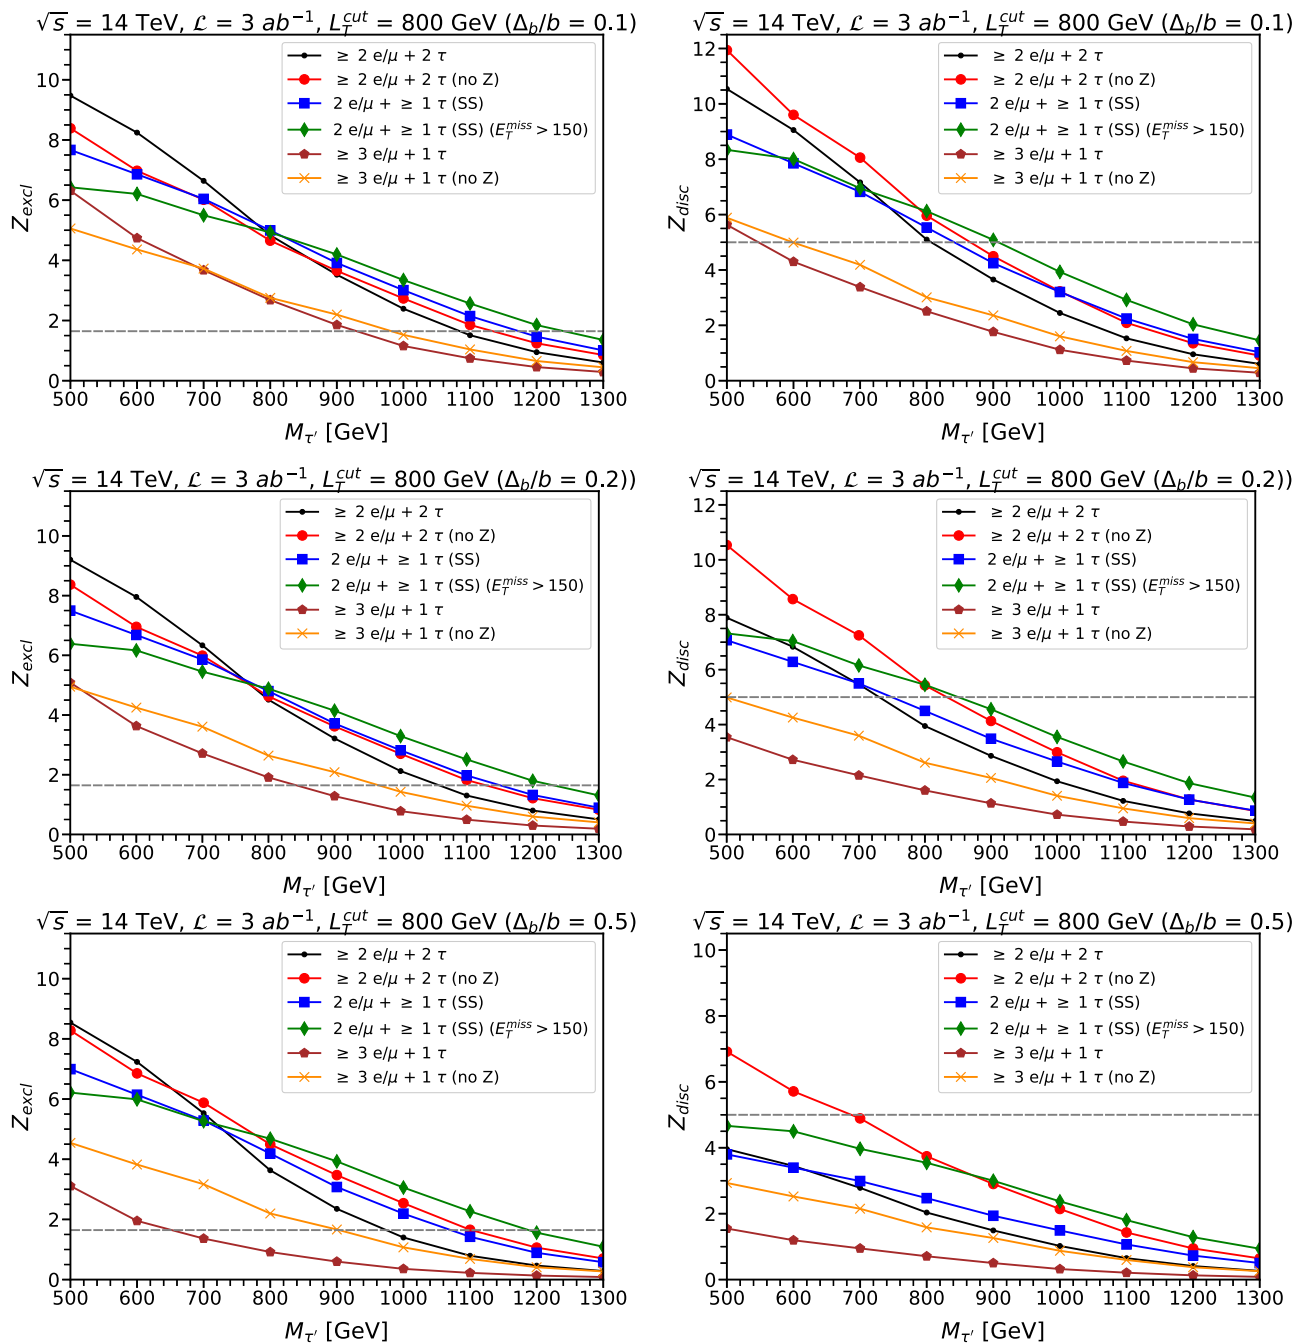 √s = 14 TeV, ℒ = 3 ab⁻¹, L_T^cut = 800 GeV (Δ_b/b = 0.1)
10
8
6
4
2
0
Z_excl
≥ 2 e/μ + 2 τ
≥ 2 e/μ + 2 τ (no Z)
2 e/μ + ≥ 1 τ (SS)
2 e/μ + ≥ 1 τ (SS) (E_T^miss > 150)
≥ 3 e/μ + 1 τ
≥ 3 e/μ + 1 τ (no Z)
500 600 700 800 900 1000 1100 1200 1300
M_τ′ [GeV]
√s = 14 TeV, ℒ = 3 ab⁻¹, L_T^cut = 800 GeV (Δ_b/b = 0.1)
12
10
8
6
4
2
0
Z_disc
≥ 2 e/μ + 2 τ
≥ 2 e/μ + 2 τ (no Z)
2 e/μ + ≥ 1 τ (SS)
2 e/μ + ≥ 1 τ (SS) (E_T^miss > 150)
≥ 3 e/μ + 1 τ
≥ 3 e/μ + 1 τ (no Z)
500 600 700 800 900 1000 1100 1200 1300
M_τ′ [GeV]
√s = 14 TeV, ℒ = 3 ab⁻¹, L_T^cut = 800 GeV (Δ_b/b = 0.2))
10
8
6
4
2
0
Z_excl
≥ 2 e/μ + 2 τ
≥ 2 e/μ + 2 τ (no Z)
2 e/μ + ≥ 1 τ (SS)
2 e/μ + ≥ 1 τ (SS) (E_T^miss > 150)
≥ 3 e/μ + 1 τ
≥ 3 e/μ + 1 τ (no Z)
500 600 700 800 900 1000 1100 1200 1300
M_τ′ [GeV]
√s = 14 TeV, ℒ = 3 ab⁻¹, L_T^cut = 800 GeV (Δ_b/b = 0.2))
12
10
8
6
4
2
0
Z_disc
≥ 2 e/μ + 2 τ
≥ 2 e/μ + 2 τ (no Z)
2 e/μ + ≥ 1 τ (SS)
2 e/μ + ≥ 1 τ (SS) (E_T^miss > 150)
≥ 3 e/μ + 1 τ
≥ 3 e/μ + 1 τ (no Z)
500 600 700 800 900 1000 1100 1200 1300
M_τ′ [GeV]
√s = 14 TeV, ℒ = 3 ab⁻¹, L_T^cut = 800 GeV (Δ_b/b = 0.5)
10
8
6
4
2
0
Z_excl
≥ 2 e/μ + 2 τ
≥ 2 e/μ + 2 τ (no Z)
2 e/μ + ≥ 1 τ (SS)
2 e/μ + ≥ 1 τ (SS) (E_T^miss > 150)
≥ 3 e/μ + 1 τ
≥ 3 e/μ + 1 τ (no Z)
500 600 700 800 900 1000 1100 1200 1300
M_τ′ [GeV]
√s = 14 TeV, ℒ = 3 ab⁻¹, L_T^cut = 800 GeV (Δ_b/b = 0.5)
10
8
6
4
2
0
Z_disc
≥ 2 e/μ + 2 τ
≥ 2 e/μ + 2 τ (no Z)
2 e/μ + ≥ 1 τ (SS)
2 e/μ + ≥ 1 τ (SS) (E_T^miss > 150)
≥ 3 e/μ + 1 τ
≥ 3 e/μ + 1 τ (no Z)
500 600 700 800 900 1000 1100 1200 1300
M_τ′ [GeV]